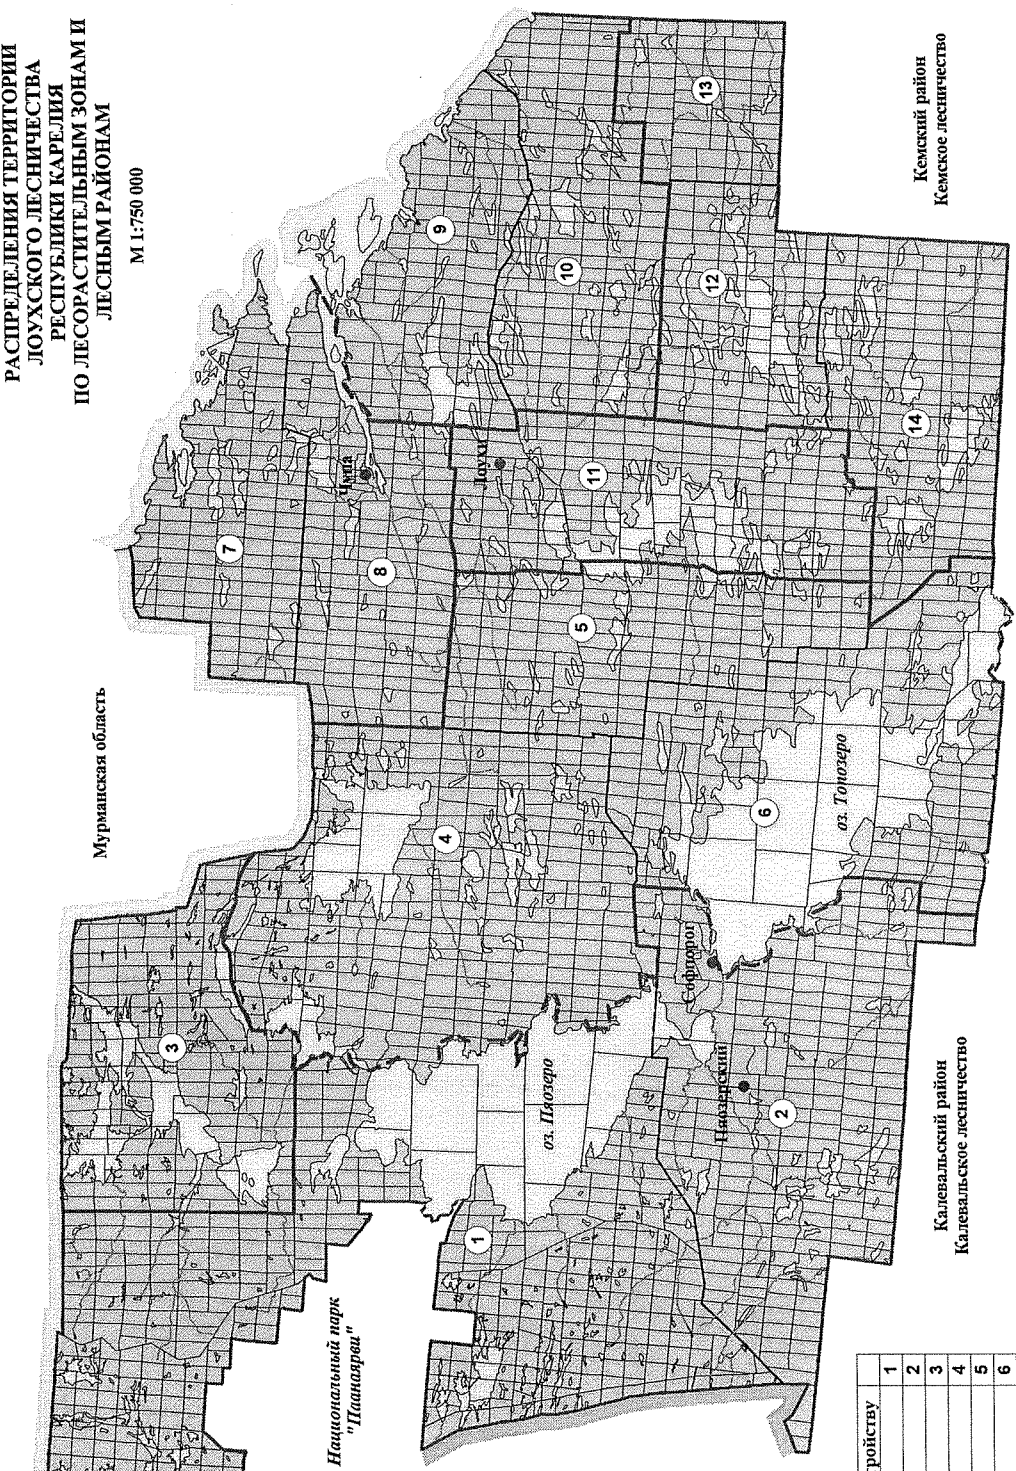 РАСПРЕДЕЛЕНИЯ ТЕРРИТОРИИ
ЛОУХСКОГО ЛЕСНИЧЕСТВА
РЕСПУБЛИКИ КАРЕЛИЯ
ПО ЛЕСОРАСТИТЕЛЬНЫМ ЗОНАМ И
ЛЕСНЫМ РАЙОНАМ
М 1:750 000
Мурманская область
Национальный парк
"Паанаярви"
3
7
Чупа
8
9
4
1
оз. Пяозеро
Лоухи
5
11
10
13
Софпорог
6
12
Пяозерский
2
оз. Топозеро
14
Кемский район
Кемское лесничество
Калевальский район
Калевальское лесничество
тройству
1
2
3
4
5
6